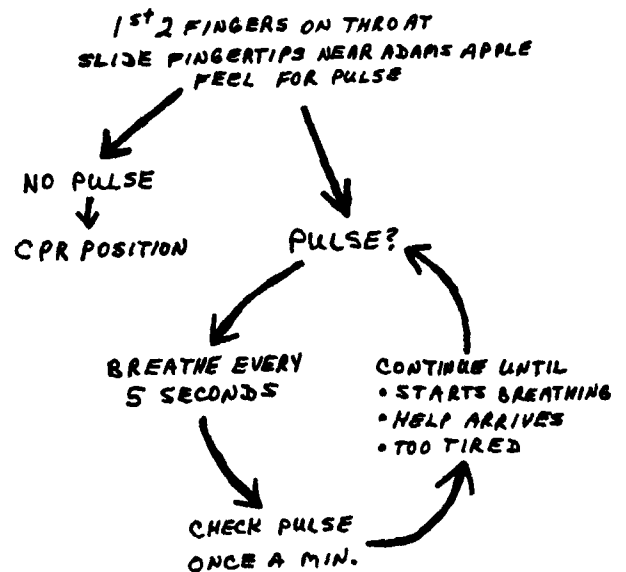 1st 2 FINGERS ON THROAT
SLIDE FINGERTIPS NEAR ADAMS APPLE
FEEL FOR PULSE
NO PULSE
CPR POSITION
PULSE?
BREATHE EVERY
5 SECONDS
CONTINUE UNTIL
• STARTS BREATHING
• HELP ARRIVES
• TOO TIRED
CHECK PULSE
ONCE A MIN.